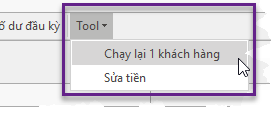 dư đầu kỳ Tool
Chạy lại 1 khách hàng
Sửa tiền